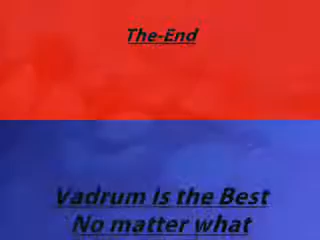 The-End
Vadrum Is the Best
No matter what